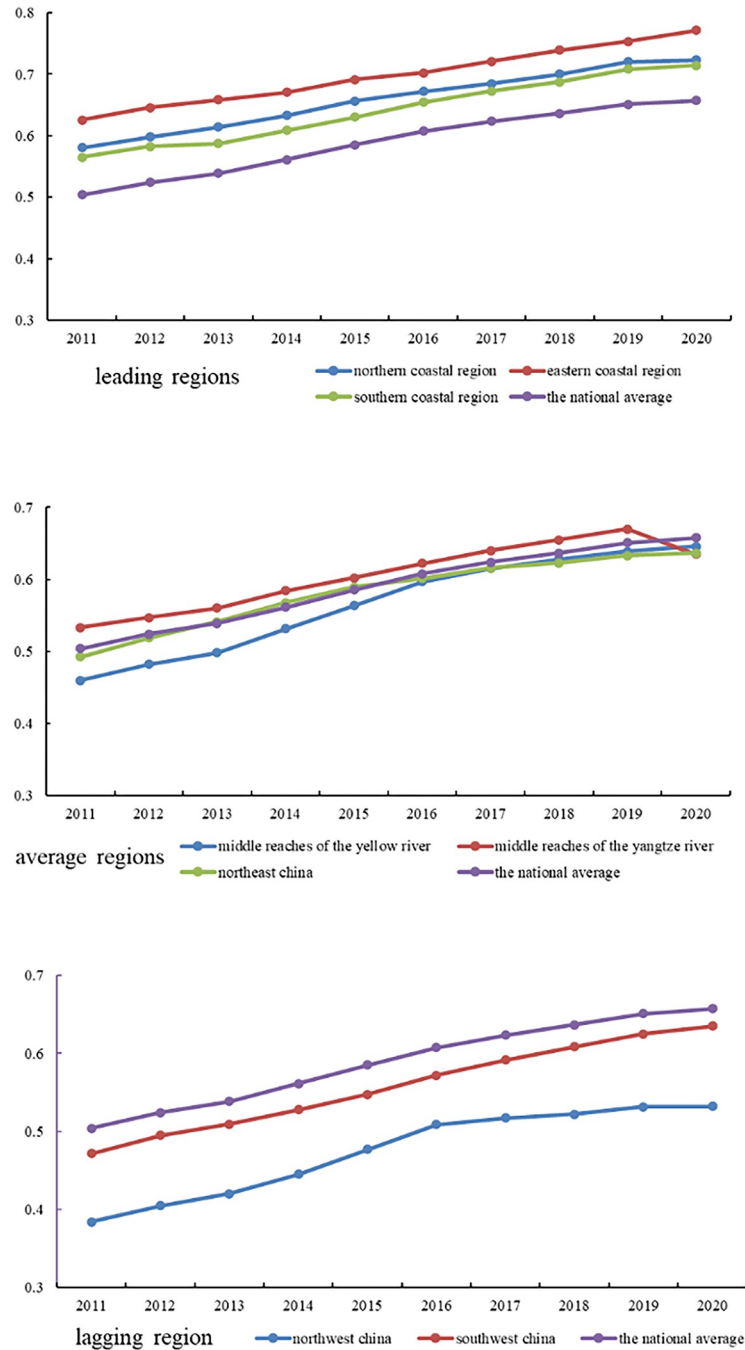 0.8
0.7
0.6
0.5
0.4
0.3
2011 2012 2013 2014 2015 2016 2017 2018 2019 2020
leading regions
northern coastal region eastern coastal region
southern coastal region the national average
0.7
0.6
0.5
0.4
0.3
2011 2012 2013 2014 2015 2016 2017 2018 2019 2020
average regions
middle reaches of the yellow river middle reaches of the yangtze river
northeast china the national average
0.7
0.6
0.5
0.4
0.3
2011 2012 2013 2014 2015 2016 2017 2018 2019 2020
lagging region
northwest china southwest china the national average